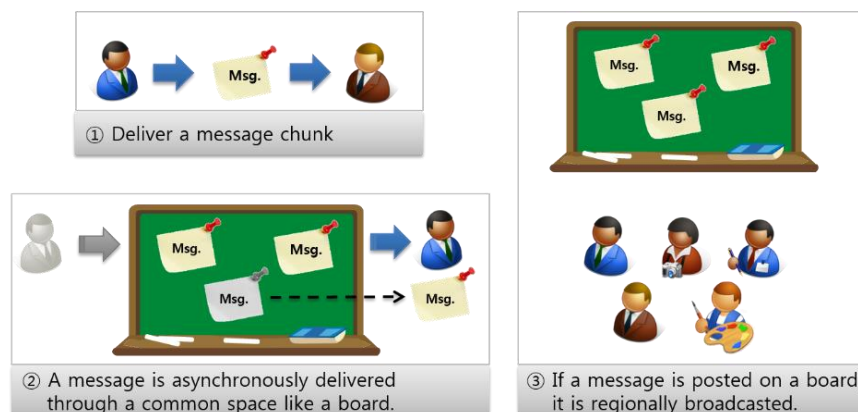 Msg.
① Deliver a message chunk
Msg.
Msg.
Msg.
Msg.
② A message is asynchronously delivered
through a common space like a board.
Msg.
Msg.
Msg.
③ If a message is posted on a board
it is regionally broadcasted.